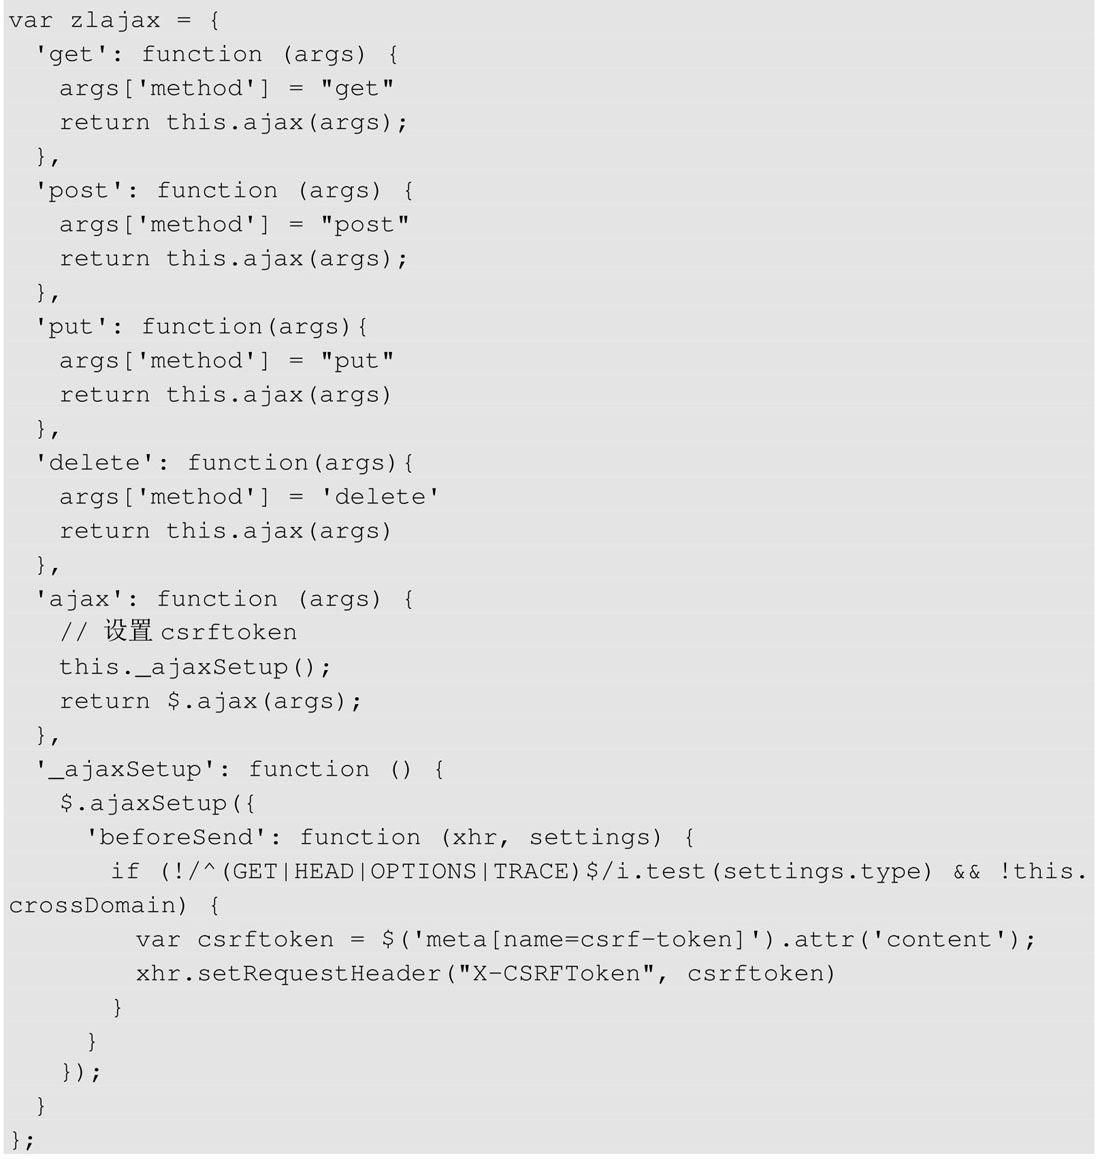 var zlajax = {
  'get': function (args) {
    args['method'] = "get"
    return this.ajax(args);
  },
  'post': function (args) {
    args['method'] = "post"
    return this.ajax(args);
  },
  'put': function(args){
    args['method'] = "put"
    return this.ajax(args)
  },
  'delete': function(args){
    args['method'] = 'delete'
    return this.ajax(args)
  },
  'ajax': function (args) {
    // 设置 csrftoken
    this._ajaxSetup();
    return $.ajax(args);
  },
  '_ajaxSetup': function () {
    $.ajaxSetup({
      'beforeSend': function (xhr, settings) {
        if (!/^(GET|HEAD|OPTIONS|TRACE)$/i.test(settings.type) && !this.
crossDomain) {
          var csrftoken = $('meta[name=csrf-token]').attr('content');
          xhr.setRequestHeader("X-CSRFToken", csrftoken)
        }
      }
    });
  }
};